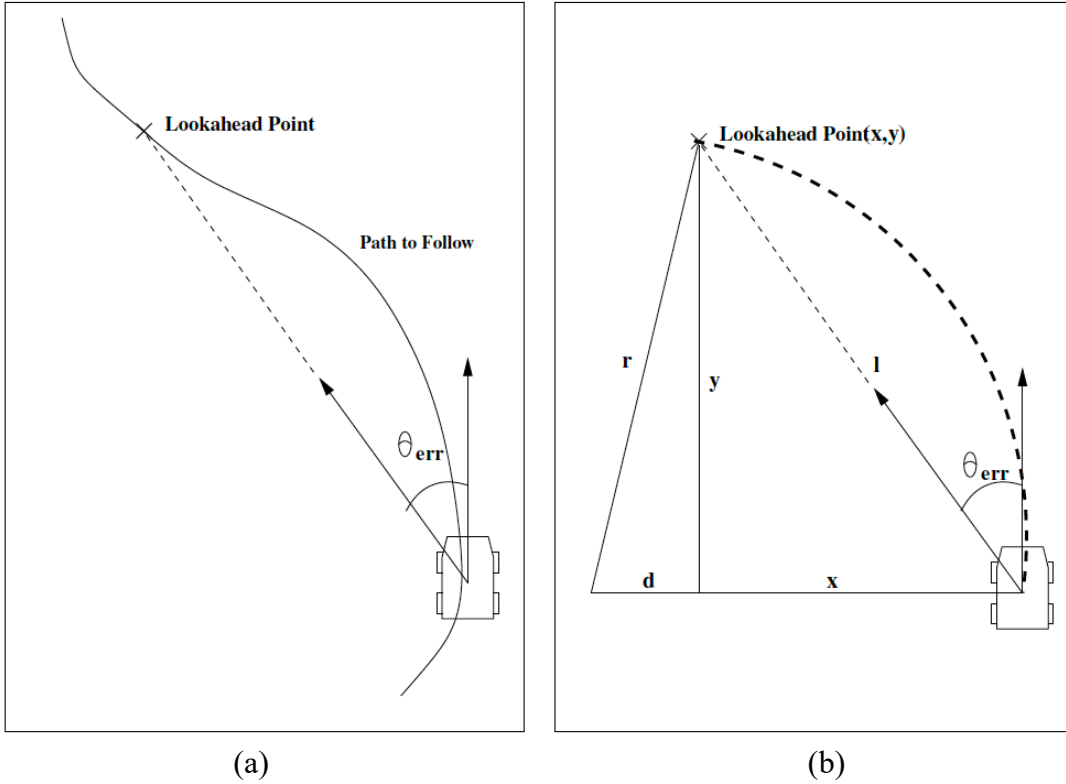 Lookahead Point
Path to Follow
θerr
(a)
Lookahead Point(x,y)
r
y
l
θerr
d
x
(b)